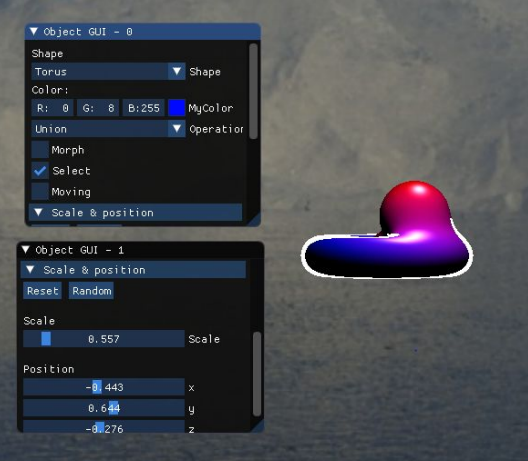 Object GUI - 0
Shape
Torus Shape
Color:
R: 0 G: 8 B:255 MyColor
Union Operation
Morph
Select
Moving
Scale & position
Object GUI - 1
Scale & position
Reset Random
Scale
0.557 Scale
Position
-0.443 x
0.644 y
-0.276 z